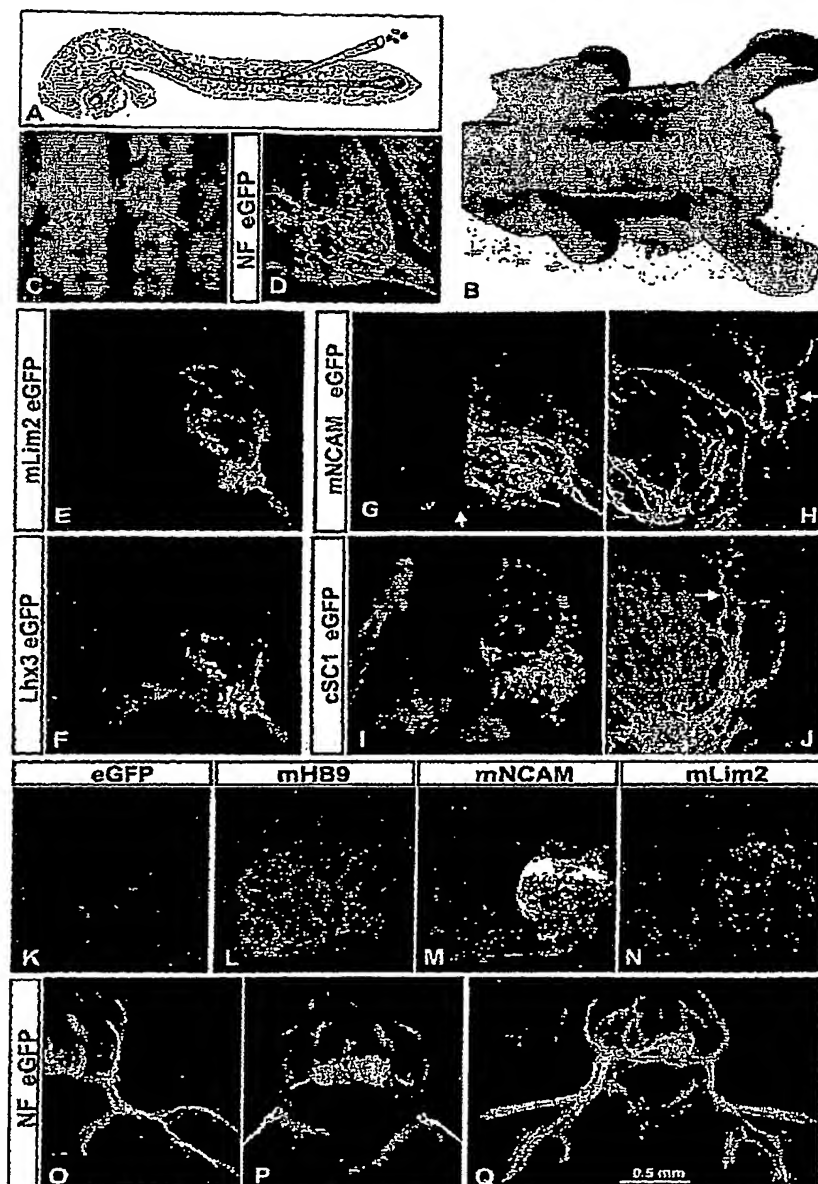 A
B
C
NF eGFP
D
mLim2 eGFP
E
mNCAM eGFP
G
H
Lhx3 eGFP
F
cSC1 eGFP
I
J
eGFP
mHB9
mNCAM
mLim2
K
L
M
N
NF eGFP
O
P
Q
0.5 mm